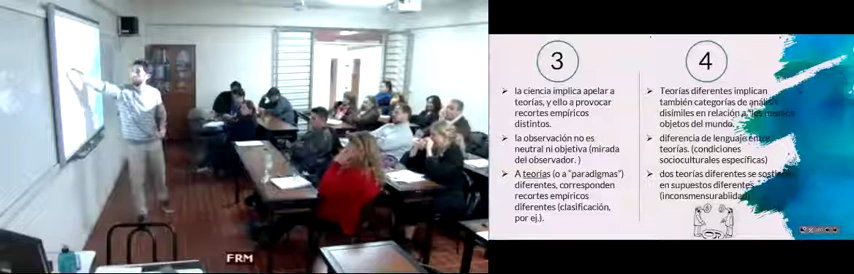 3
➤ la ciencia implica apelar a
teorías, y ello a provocar
recortes empíricos
distintos.
➤ la observación no es
neutral ni objetiva (mirada
del observador. )
➤ A teorías (o a "paradigmas")
diferentes, corresponden
recortes empíricos
diferentes (clasificación,
por ej.).
4
➤ Teorías diferentes implican
también categorías de análisis
disímiles en relación a "los mismos
objetos del mundo.
➤ diferencia de lenguaje entre
teorías. (condiciones
socioculturales específicas)
➤ dos teorías diferentes se
en supuestos diferentes
FRM